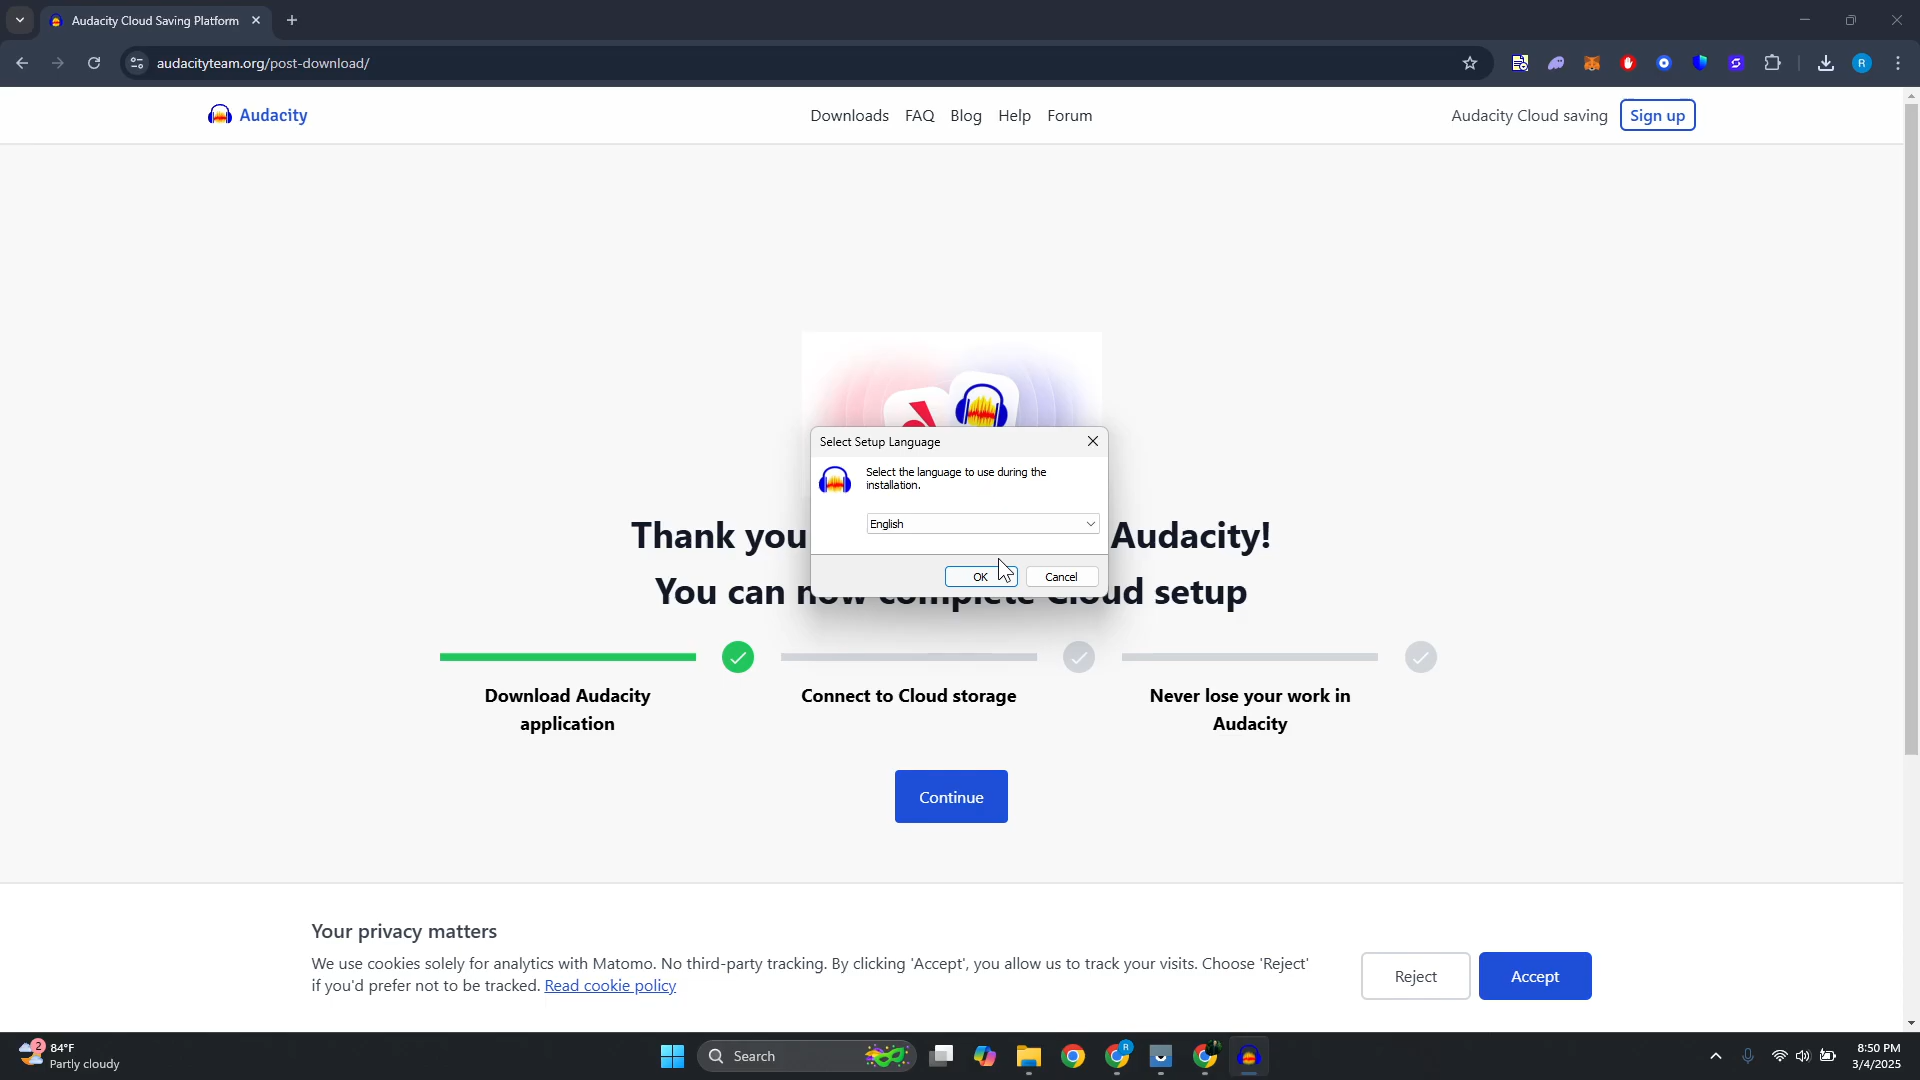 Audacity Cloud Saving Platform
audacityteam.org/post-download/
R
Audacity
Downloads FAQ Blog Help Forum
Audacity Cloud saving Sign up
Select Setup Language
Select the language to use during the
installation.
English
OK Cancel
Thank you Audacity!
You can now complete Cloud setup
Download Audacity
application
Connect to Cloud storage
Never lose your work in
Audacity
Continue
Your privacy matters
We use cookies solely for analytics with Matomo. No third-party tracking. By clicking 'Accept', you allow us to track your visits. Choose 'Reject'
if you'd prefer not to be tracked. Read cookie policy
Reject Accept
2
84°F
Partly cloudy
Search
R
8:50 PM
3/4/2025